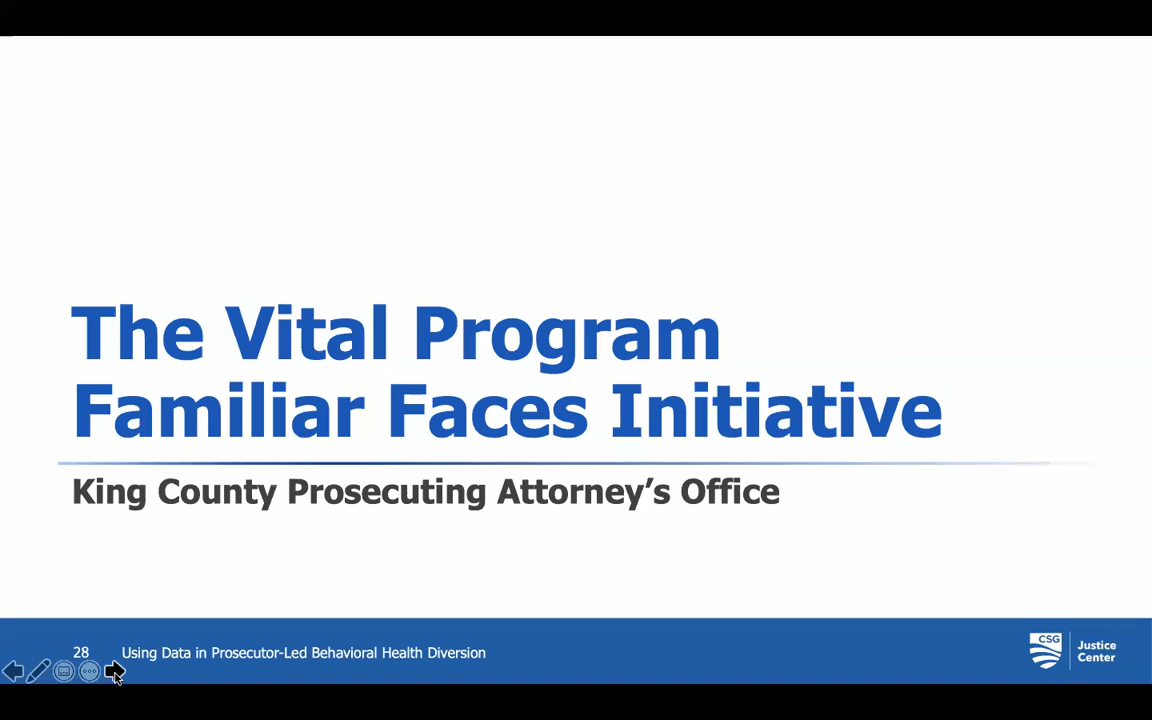 The Vital Program
Familiar Faces Initiative
King County Prosecuting Attorney’s Office
28 Using Data in Prosecutor-Led Behavioral Health Diversion
CSG Justice
Center